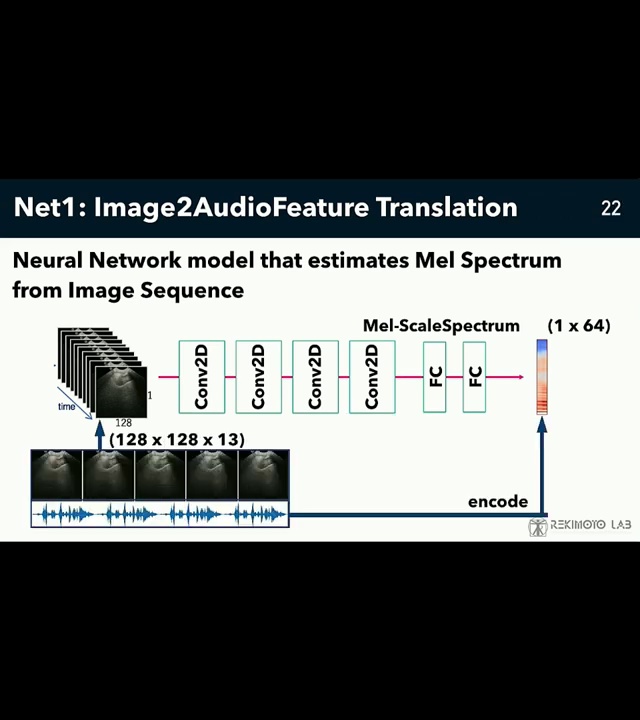 Net1: Image2AudioFeature Translation
22
Neural Network model that estimates Mel Spectrum
from Image Sequence
Mel-ScaleSpectrum
(1 x 64)
Conv2D
Conv2D
Conv2D
Conv2D
FC
FC
time
1
128
(128 x 128 x 13)
encode
REKIMOTO LAB